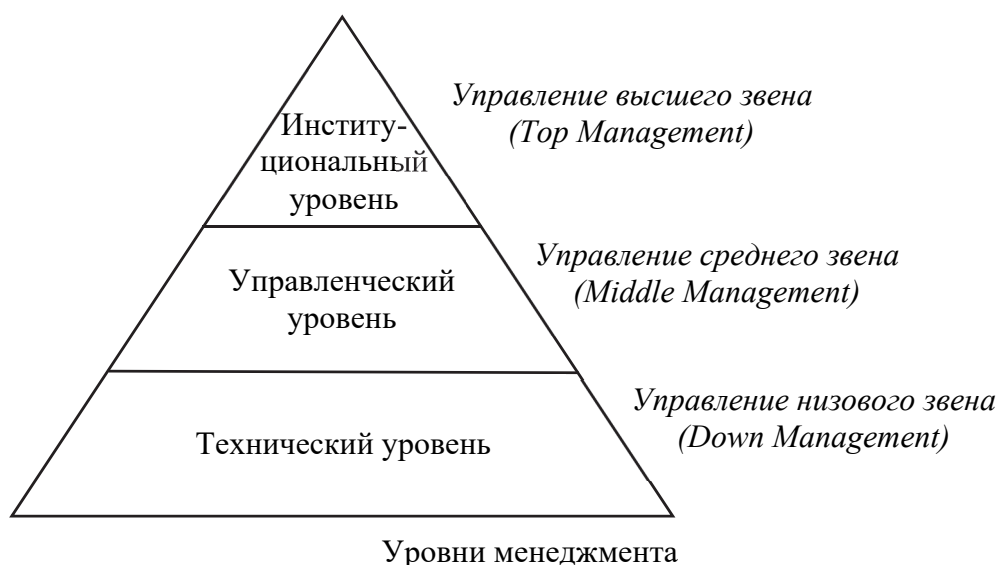 Институ-
циональный
уровень
Управление высшего звена
(Top Management)
Управленческий
уровень
Управление среднего звена
(Middle Management)
Технический уровень
Управление низового звена
(Down Management)
Уровни менеджмента